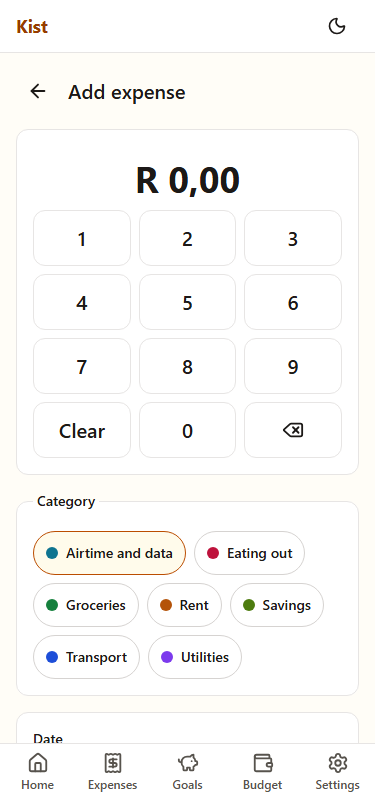 Kist
Add expense
R 0,00
1 2 3
4 5 6
7 8 9
Clear 0
Category
Airtime and data Eating out
Groceries Rent Savings
Transport Utilities
Date
Home Expenses Goals Budget Settings